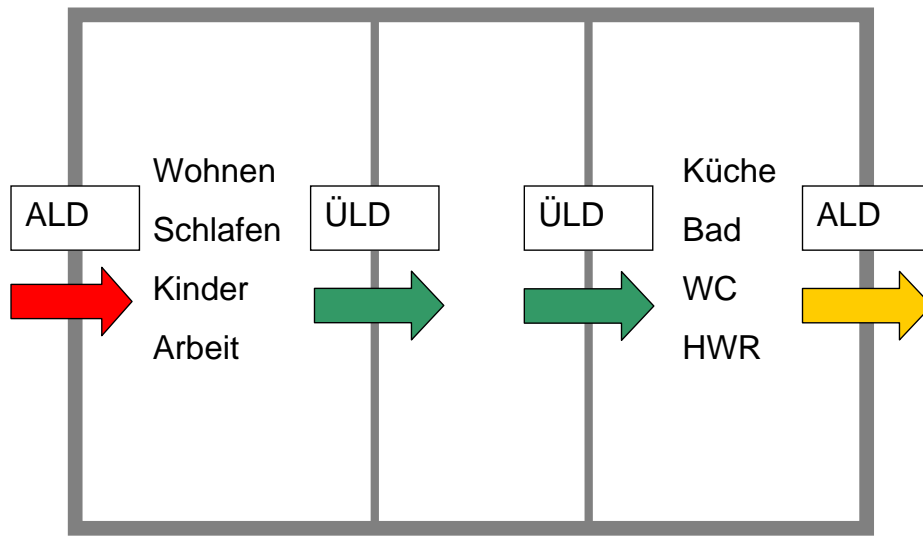 ALD
Wohnen
Schlafen
Kinder
Arbeit
ÜLD
ÜLD
Küche
Bad
WC
HWR
ALD